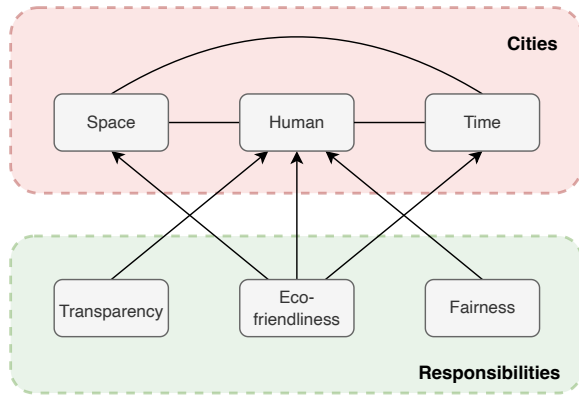 Cities
Space
Human
Time
Transparency
Eco-
friendliness
Fairness
Responsibilities